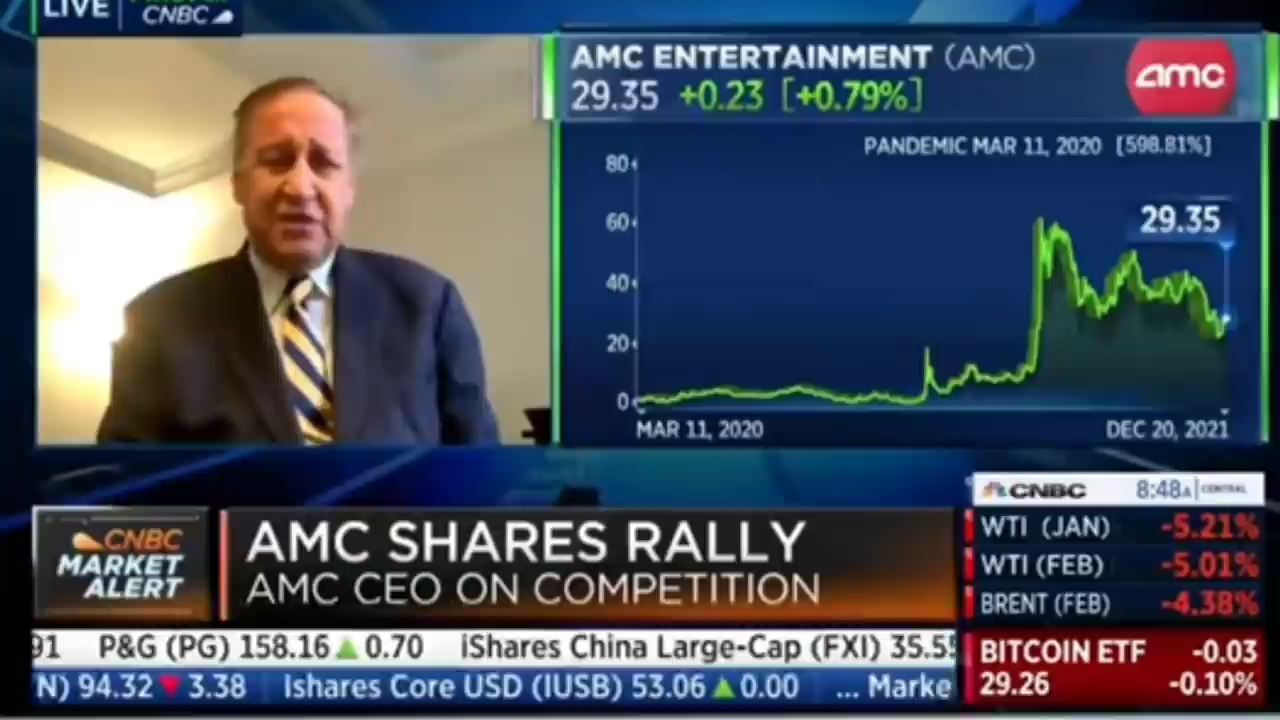 LIVE
CNBC
AMC ENTERTAINMENT (AMC)
29.35 +0.23 [+0.79%]
amc
PANDEMIC MAR 11, 2020 [598.81%]
80
60
40
20
0
29.35
MAR 11, 2020
DEC 20, 2021
CNBC
MARKET
ALERT
AMC SHARES RALLY
AMC CEO ON COMPETITION
CNBC 8:48A CENTRAL
WTI (JAN) -5.21%
WTI (FEB) -5.01%
BRENT (FEB) -4.38%
BITCOIN ETF -0.03
29.26 -0.10%
91 P&G (PG) 158.16 ▲ 0.70 iShares China Large-Cap (FXI) 35.5
N) 94.32 ▼ 3.38 Ishares Core USD (IUSB) 53.06 ▲ 0.00 ... Marke